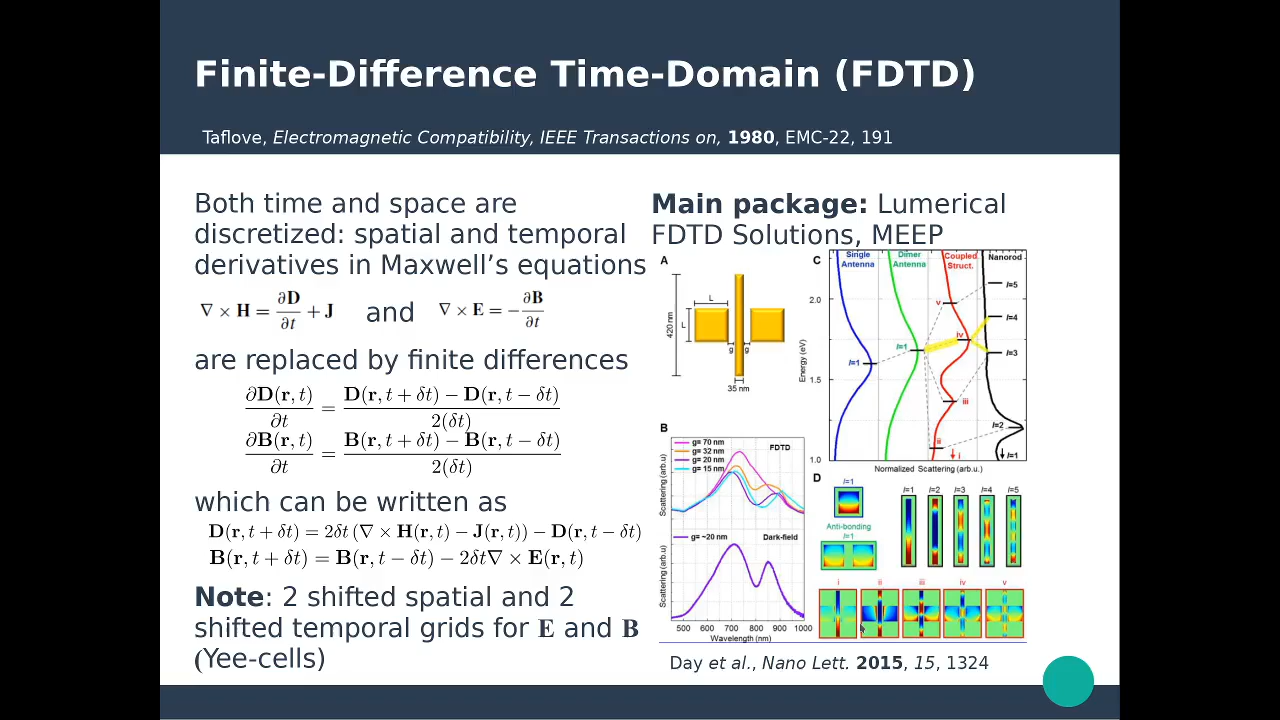 Finite-Difference Time-Domain (FDTD)
Taflove, Electromagnetic Compatibility, IEEE Transactions on, 1980, EMC-22, 191
Both time and space are
discretized: spatial and temporal
derivatives in Maxwell's equations
∇ × H = ∂D/∂t + J and ∇ × E = −∂B/∂t
are replaced by finite differences
∂D(r, t)/∂t = D(r, t + δt) − D(r, t − δt)/2(δt)
∂B(r, t)/∂t = B(r, t + δt) − B(r, t − δt)/2(δt)
which can be written as
D(r, t + δt) = 2δt (∇ × H(r, t) − J(r, t)) − D(r, t − δt)
B(r, t + δt) = B(r, t − δt) − 2δt∇ × E(r, t)
Note: 2 shifted spatial and 2
shifted temporal grids for E and B
(Yee-cells)
Main package: Lumerical
FDTD Solutions, MEEP
A
L
L
420 nm
g
g
35 nm
B
g= 70 nm
g= 32 nm
g= 20 nm
g= 15 nm
FDTD
Scattering (arb.u)
g= ~20 nm
Dark-field
Scattering (arb.u)
500 600 700 800 900 1000
Wavelength (nm)
C
Single
Antenna
Dimer
Antenna
Coupled
Struct.
Nanorod
2.0
1.5
1.0
Energy (eV)
l=1
l=1
v
iv
iii
ii
i
l=5
l=4
l=3
l=2
l=1
Normalized Scattering (arb.u.)
D
l=1
Anti-bonding
l=1
l=1 l=2 l=3 l=4 l=5
i ii iii iv v
Day et al., Nano Lett. 2015, 15, 1324